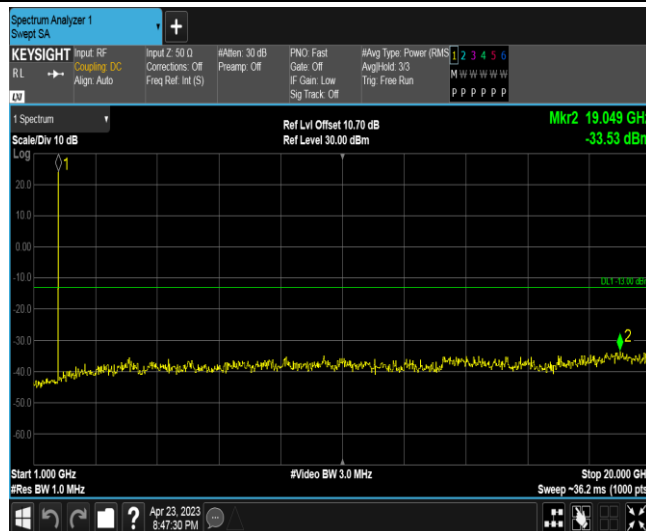 Spectrum Analyzer 1
Swept SA
+
KEYSIGHT Input: RF Input Z: 50 Ω #Atten: 30 dB PNO: Fast #Avg Type: Power (RMS 1 2 3 4 5 6
RL Coupling: DC Corrections: Off Preamp: Off Gate: Off Avg|Hold: 3/3 M W W W W W
Align: Auto Freq Ref: Int (S) IF Gain: Low Trig: Free Run
Sig Track: Off P P P P P P
LXI
1 Spectrum Ref Lvl Offset 10.70 dB Mkr2 19.049 GHz
Scale/Div 10 dB Ref Level 30.00 dBm -33.53 dBm
Log
1
20.0
10.0
0.00
-10.0
DL1 -13.00 dBm
-20.0
-30.0
2
-40.0
-50.0
-60.0
Start 1.000 GHz #Video BW 3.0 MHz Stop 20.000 GHz
#Res BW 1.0 MHz Sweep ~36.2 ms (1000 pts
? Apr 23, 2023
8:47:30 PM